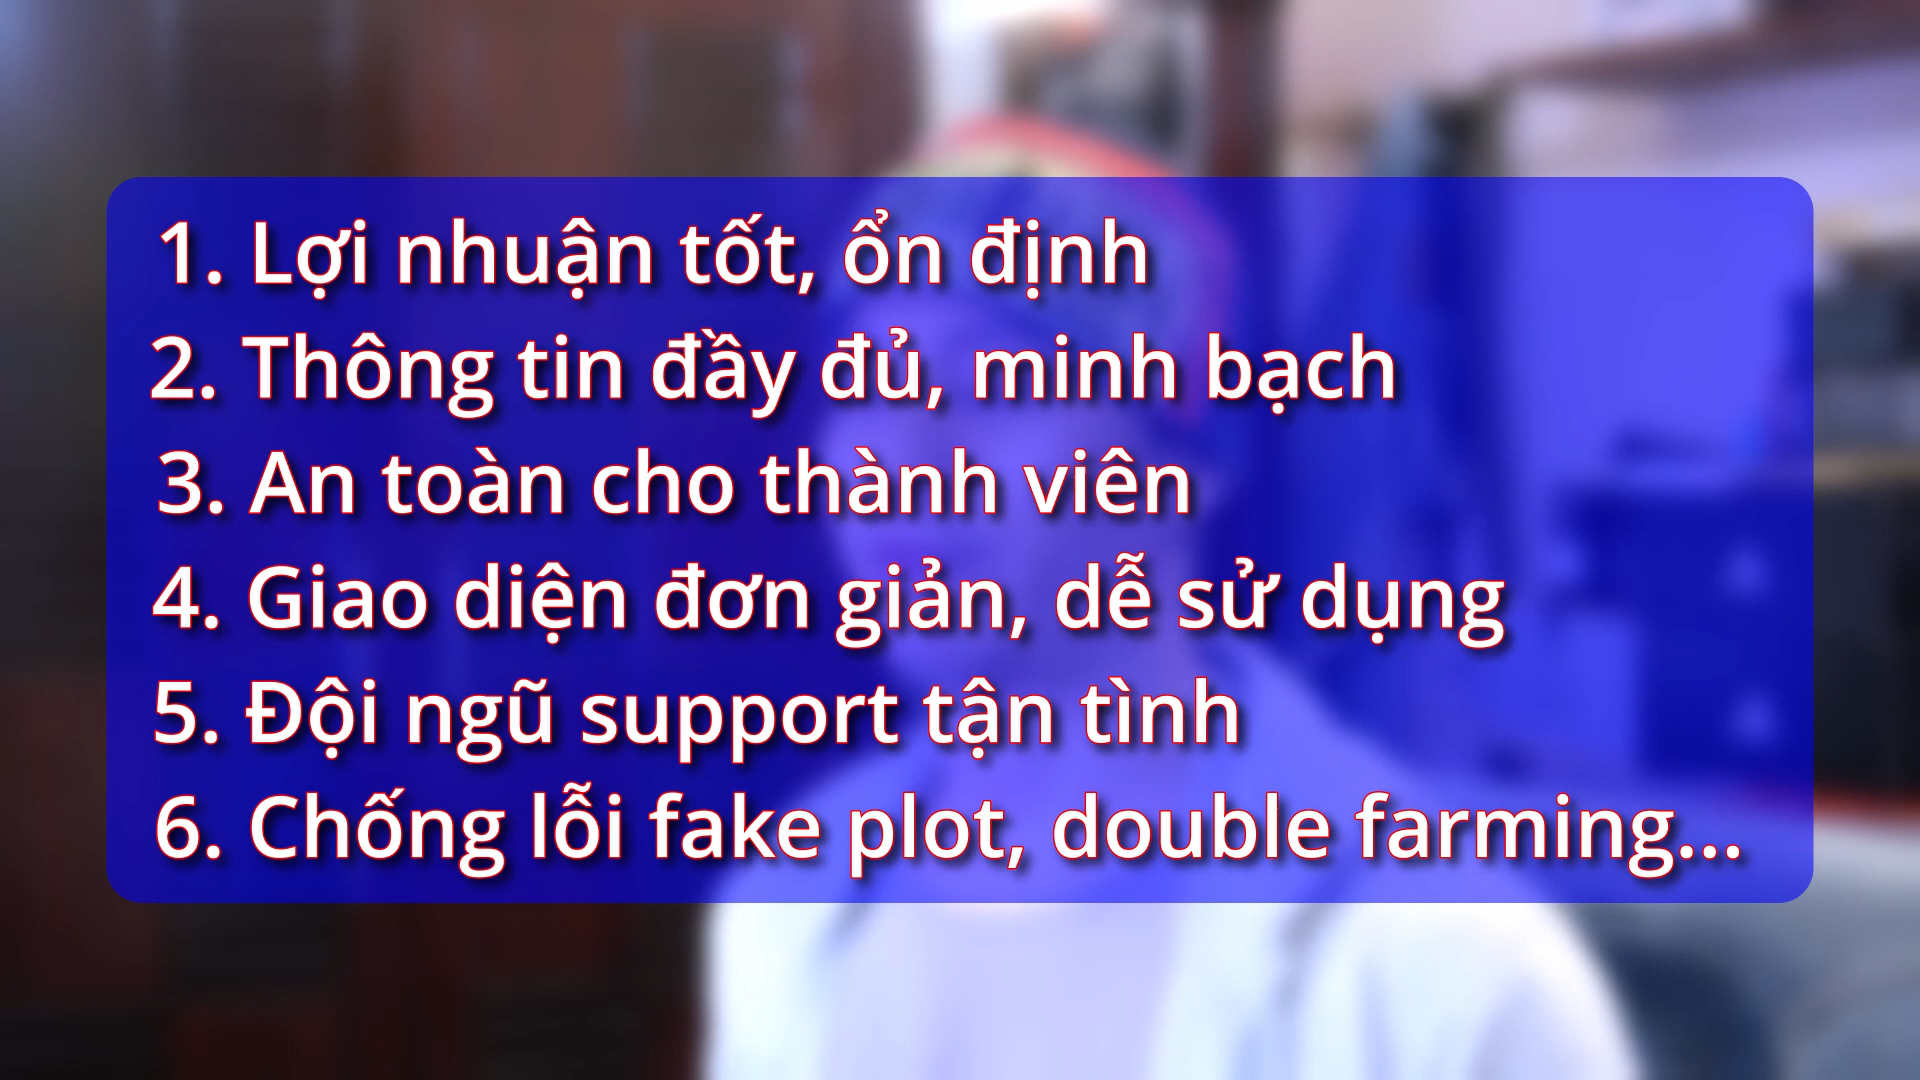 1. Lợi nhuận tốt, ổn định
2. Thông tin đầy đủ, minh bạch
3. An toàn cho thành viên
4. Giao diện đơn giản, dễ sử dụng
5. Đội ngũ support tận tình
6. Chống lỗi fake plot, double farming...